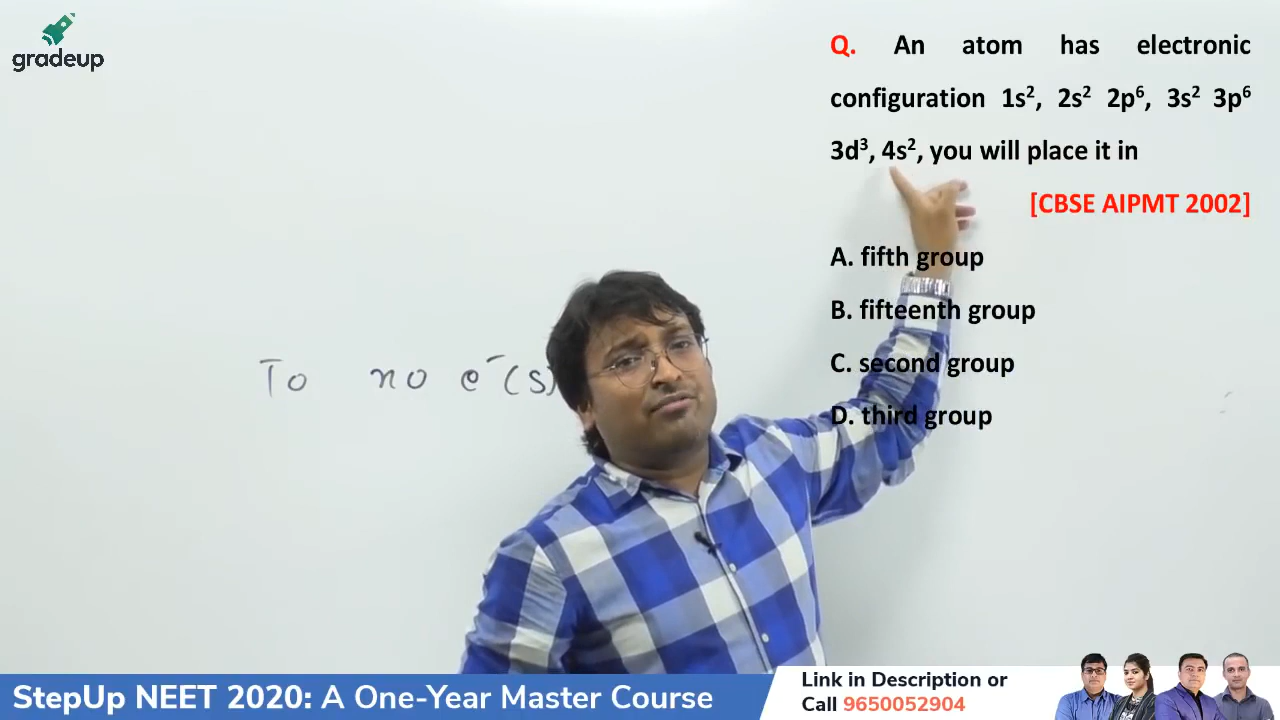 gradeup
Q. An atom has electronic
configuration 1s², 2s² 2p⁶, 3s² 3p⁶
3d³, 4s², you will place it in
[CBSE AIPMT 2002]
A. fifth group
B. fifteenth group
C. second group
D. third group
To no e⁻(s)
StepUp NEET 2020: A One-Year Master Course
Link in Description or
Call 9650052904